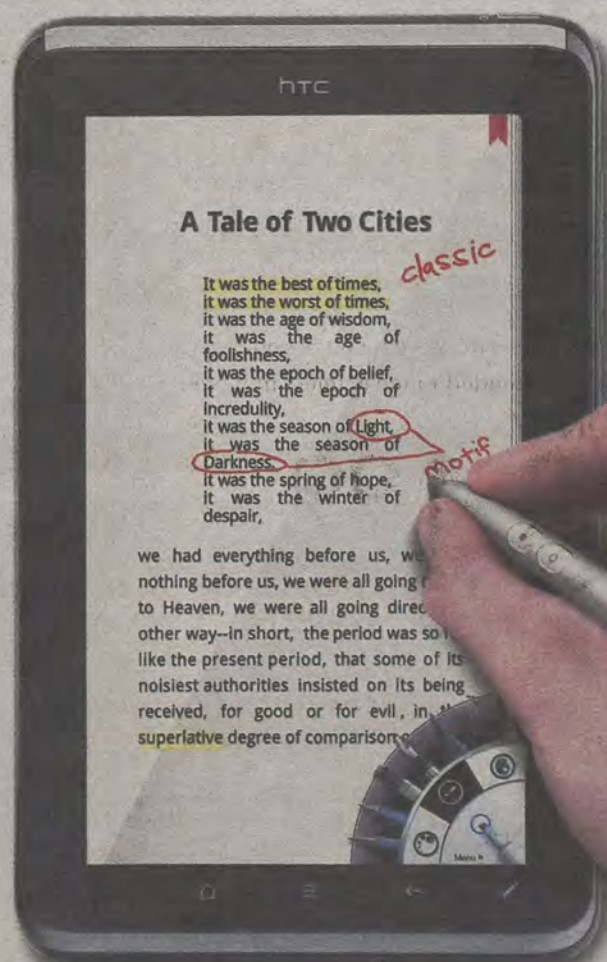 hTC
A Tale of Two Cities
classic
It was the best of times,
it was the worst of times,
it was the age of wisdom,
it was the age of
foolishness,
it was the epoch of belief,
it was the epoch of
incredulity,
it was the season of Light,
it was the season of
Darkness.
motif
it was the spring of hope,
it was the winter of
despair,
we had everything before us, we
nothing before us, we were all going
to Heaven, we were all going
other way--in short, the period was so
like the present period, that some of its
noisiest authorities insisted on its being
received, for good or for evil, in
superlative degree of comparison
Menu